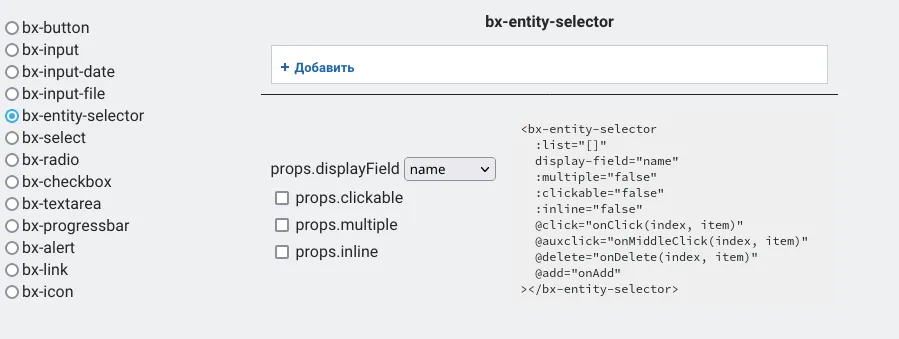 bx-button
bx-input
bx-input-date
bx-input-file
bx-entity-selector
bx-select
bx-radio
bx-checkbox
bx-textarea
bx-progressbar
bx-alert
bx-link
bx-icon
bx-entity-selector
+ Добавить
props.displayField name
props.clickable
props.multiple
props.inline
<bx-entity-selector
:list="[]"
display-field="name"
:multiple="false"
:clickable="false"
:inline="false"
@click="onClick(index, item)"
@auxclick="onMiddleClick(index, item)"
@delete="onDelete(index, item)"
@add="onAdd"
></bx-entity-selector>